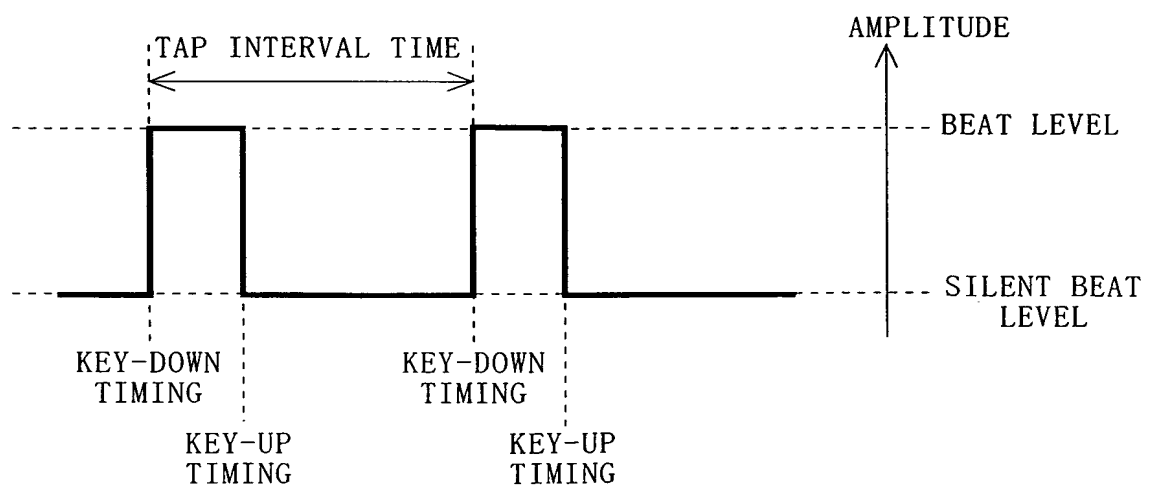 AMPLITUDE
TAP INTERVAL TIME
BEAT LEVEL
SILENT BEAT
LEVEL
KEY-DOWN
TIMING
KEY-DOWN
TIMING
KEY-UP
TIMING
KEY-UP
TIMING